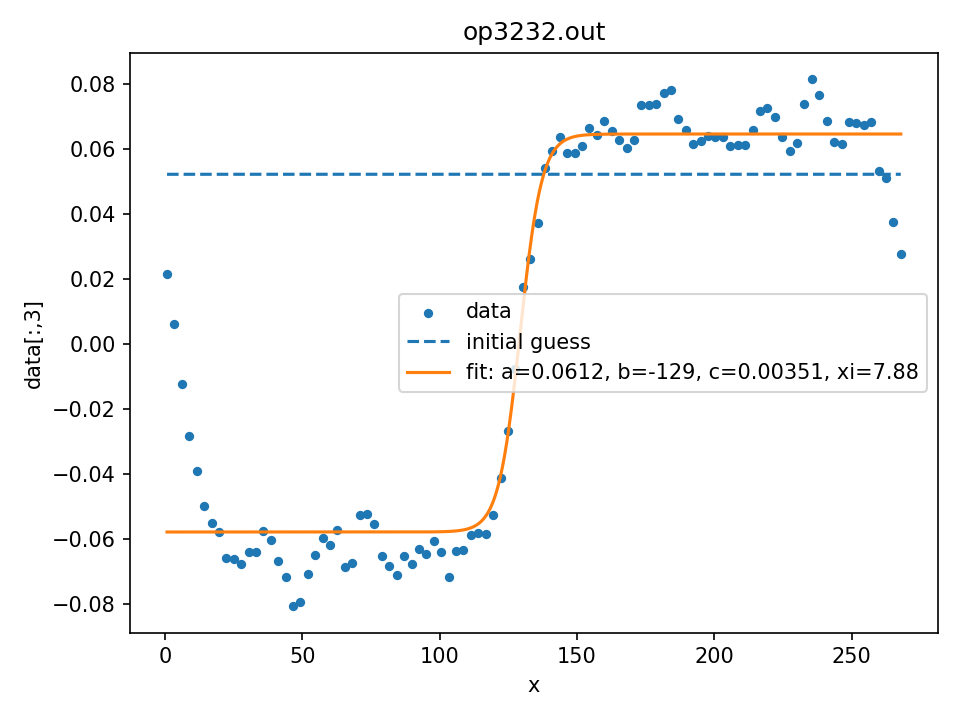 op3232.out
data[:,3]
0.08
0.06
0.04
0.02
0.00
−0.02
−0.04
−0.06
−0.08
data
initial guess
fit: a=0.0612, b=-129, c=0.00351, xi=7.88
0 50 100 150 200 250
x